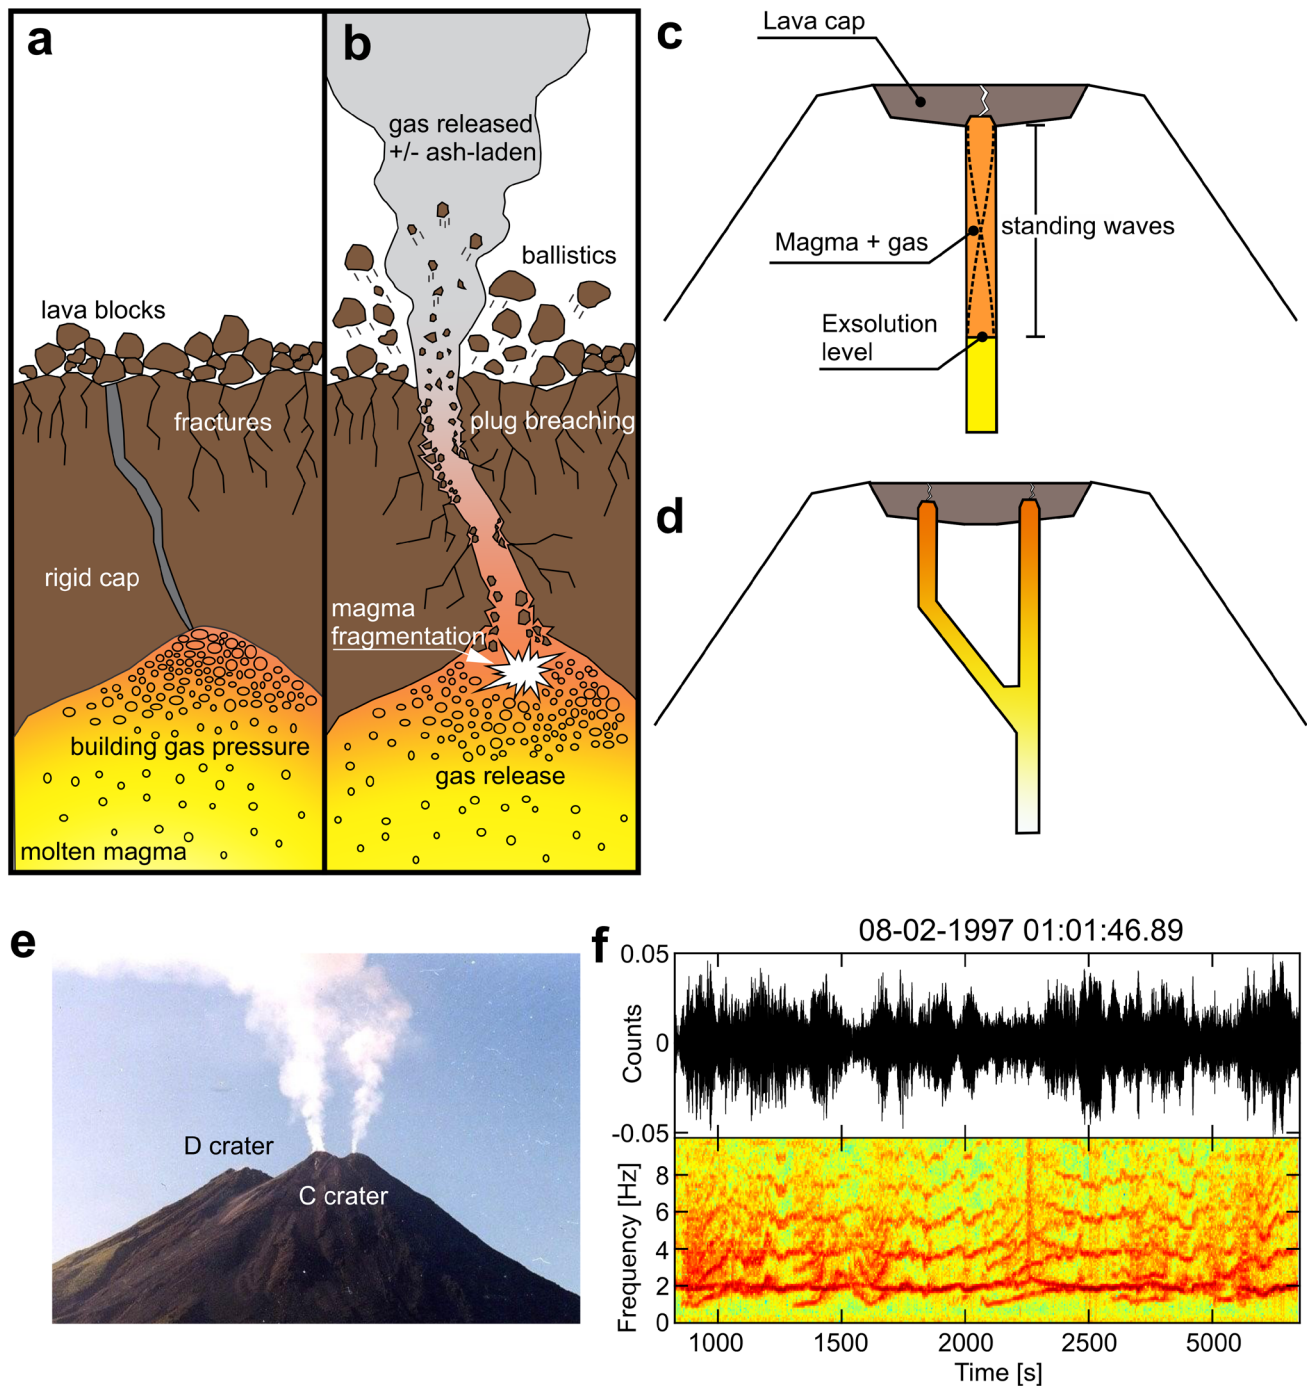 a
lava blocks
fractures
rigid cap
building gas pressure
molten magma
b
gas released
+/- ash-laden
ballistics
plug breaching
magma
fragmentation
gas release
c
Lava cap
standing waves
Magma + gas
Exsolution
level
d
e
D crater
C crater
f
08-02-1997 01:01:46.89
0.05
0
-0.05
Counts
8
6
4
2
0
Frequency [Hz]
1000 1500 2000 2500 5000
Time [s]